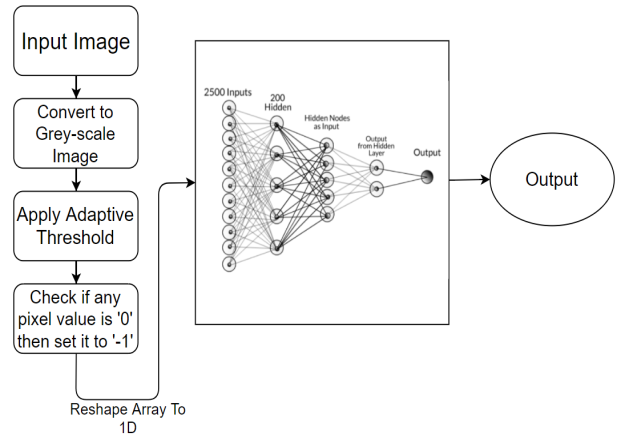 Input Image
Convert to
Grey-scale
Image
Apply Adaptive
Threshold
Check if any
pixel value is '0'
then set it to '-1'
Reshape Array To
1D
2500 Inputs
200
Hidden
Hidden Nodes
as Input
Output
from Hidden
Layer
Output
Output